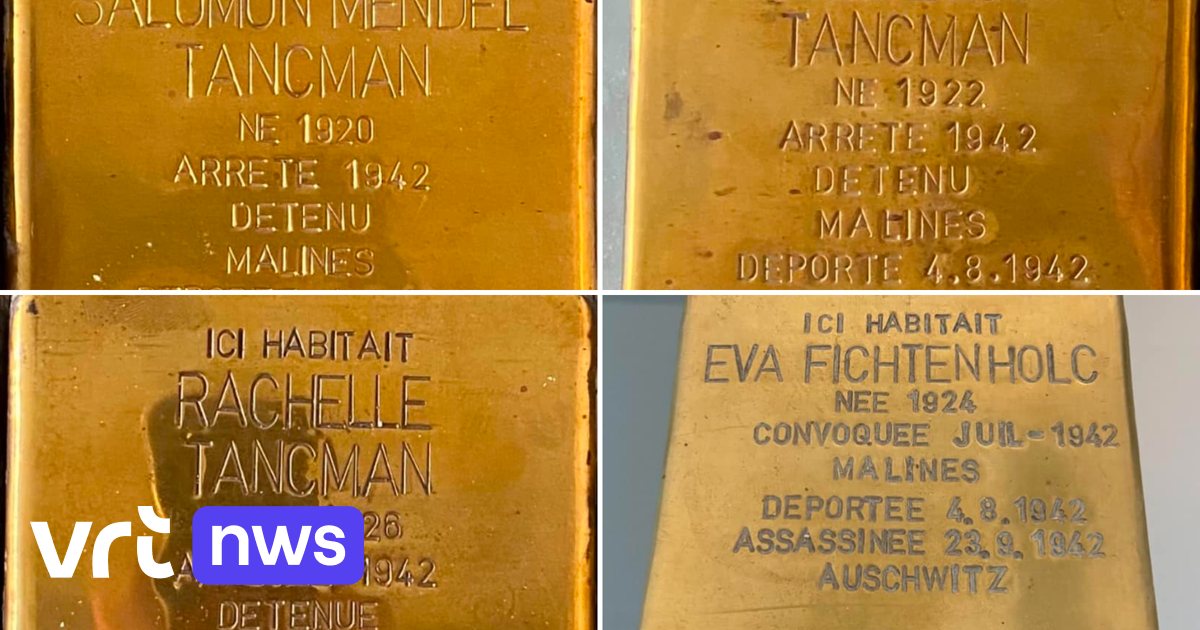 SALOMON MENDEL
TANCMAN
NE 1920
ARRETE 1942
DETENU
MALINES
TANCMAN
NE 1922
ARRETE 1942
DETENU
MALINES
DEPORTE 4.8.1942
ICI HABITAIT
RACHELLE
TANCMAN
26
1942
DETENUE
ICI HABITAIT
EVA FICHTENHOLC
NEE 1924
CONVOQUEE JUIL-1942
MALINES
DEPORTEE 4.8.1942
ASSASSINEE 23.9.1942
AUSCHWITZ
vrt nws